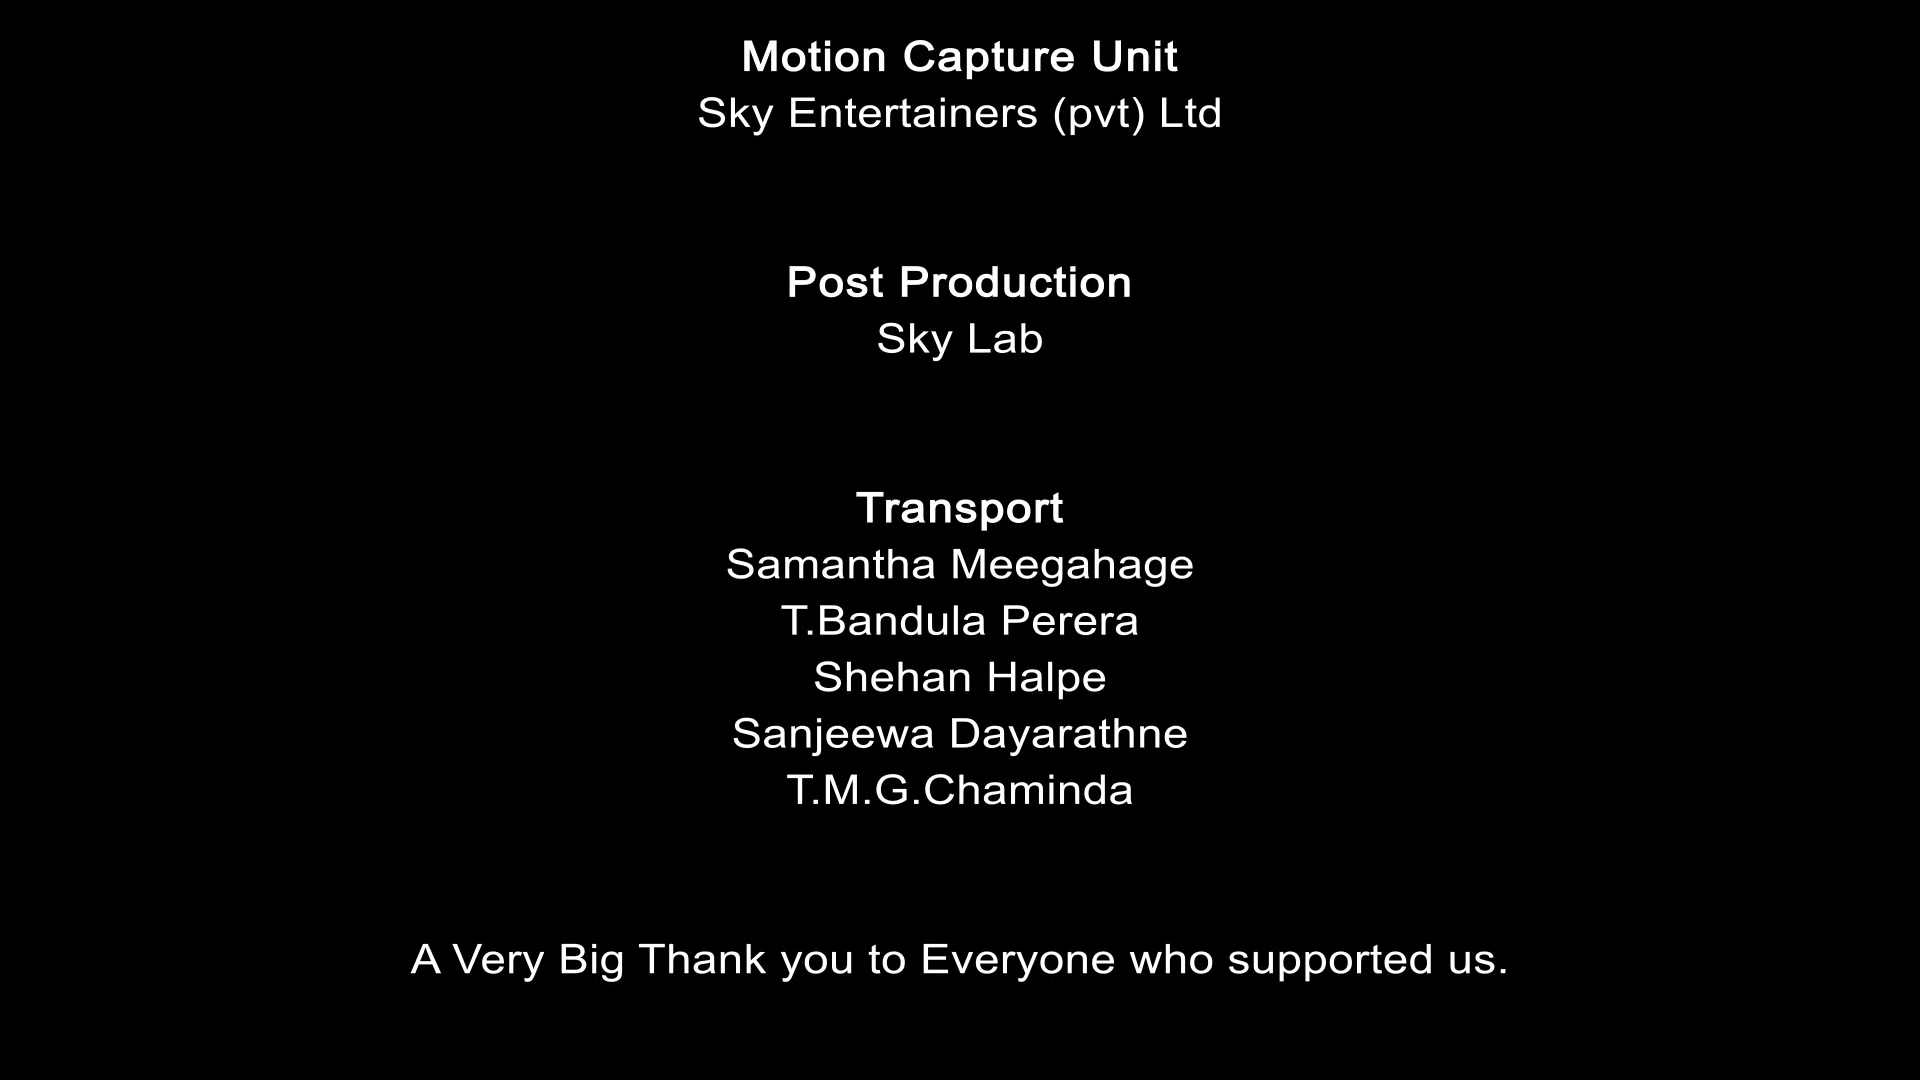 Motion Capture Unit
Sky Entertainers (pvt) Ltd
Post Production
Sky Lab
Transport
Samantha Meegahage
T.Bandula Perera
Shehan Halpe
Sanjeewa Dayarathne
T.M.G.Chaminda
A Very Big Thank you to Everyone who supported us.